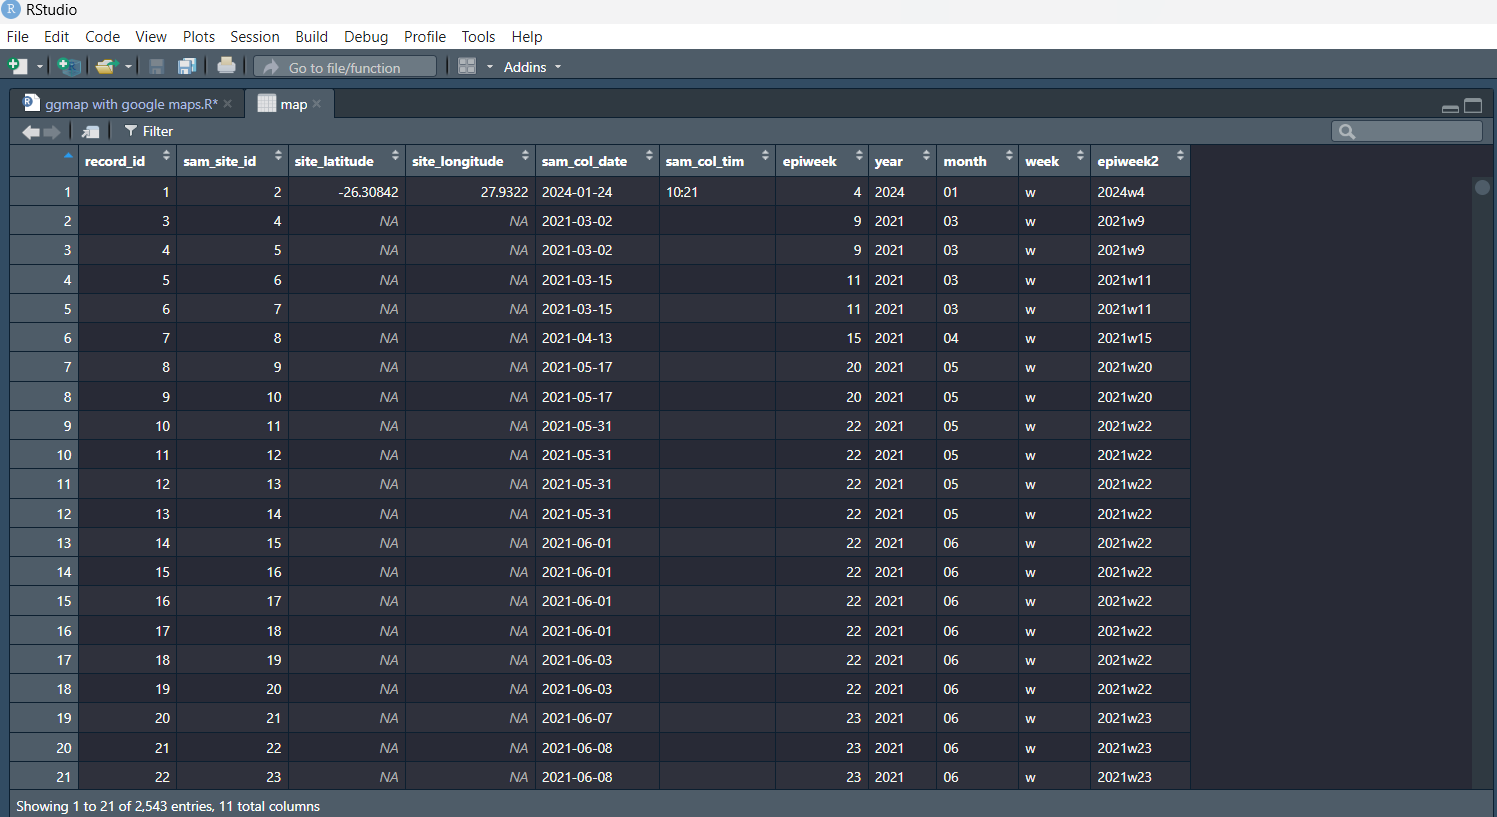 RStudio
File Edit Code View Plots Session Build Debug Profile Tools Help
Go to file/function Addins
ggmap with google maps.R* map
Filter
record_id sam_site_id site_latitude site_longitude sam_col_date sam_col_tim epiweek year month week epiweek2
1 1 2 -26.30842 27.9322 2024-01-24 10:21 4 2024 01 w 2024w4
2 3 4 NA NA 2021-03-02 9 2021 03 w 2021w9
3 4 5 NA NA 2021-03-02 9 2021 03 w 2021w9
4 5 6 NA NA 2021-03-15 11 2021 03 w 2021w11
5 6 7 NA NA 2021-03-15 11 2021 03 w 2021w11
6 7 8 NA NA 2021-04-13 15 2021 04 w 2021w15
7 8 9 NA NA 2021-05-17 20 2021 05 w 2021w20
8 9 10 NA NA 2021-05-17 20 2021 05 w 2021w20
9 10 11 NA NA 2021-05-31 22 2021 05 w 2021w22
10 11 12 NA NA 2021-05-31 22 2021 05 w 2021w22
11 12 13 NA NA 2021-05-31 22 2021 05 w 2021w22
12 13 14 NA NA 2021-05-31 22 2021 05 w 2021w22
13 14 15 NA NA 2021-06-01 22 2021 06 w 2021w22
14 15 16 NA NA 2021-06-01 22 2021 06 w 2021w22
15 16 17 NA NA 2021-06-01 22 2021 06 w 2021w22
16 17 18 NA NA 2021-06-01 22 2021 06 w 2021w22
17 18 19 NA NA 2021-06-03 22 2021 06 w 2021w22
18 19 20 NA NA 2021-06-03 22 2021 06 w 2021w22
19 20 21 NA NA 2021-06-07 23 2021 06 w 2021w23
20 21 22 NA NA 2021-06-08 23 2021 06 w 2021w23
21 22 23 NA NA 2021-06-08 23 2021 06 w 2021w23
Showing 1 to 21 of 2,543 entries, 11 total columns